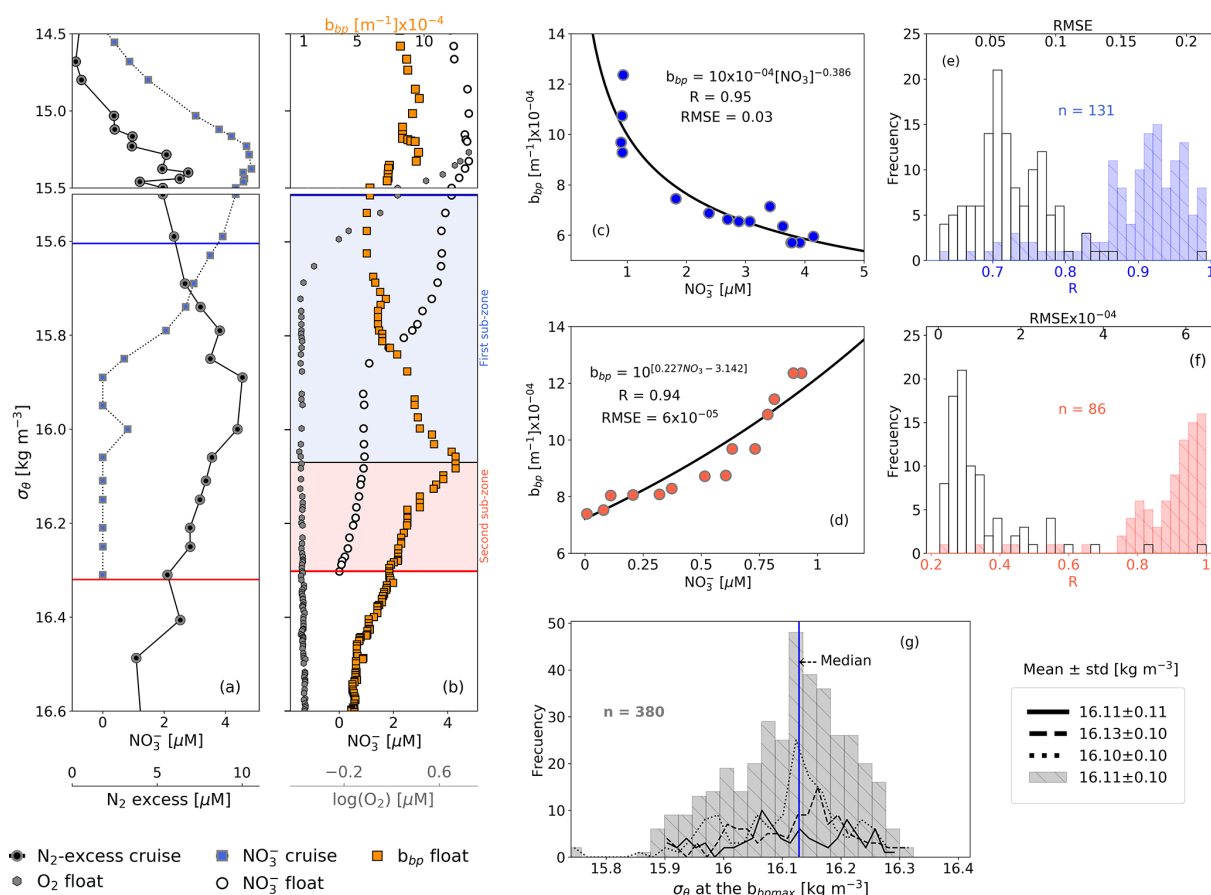 b_bp [m⁻¹]x10⁻⁴
1 5 10
14.5
15.0
15.5
15.6
15.8
16.0
16.2
16.4
16.6
σ_θ [kg m⁻³]
(a)
(b)
First sub-zone
Second sub-zone
0 2 4
NO₃⁻ [μM]
0 10
N₂ excess [μM]
0 2 4
NO₃⁻ [μM]
−0.2 0.6
log(O₂) [μM]
N₂-excess cruise
NO₃⁻ cruise
b_bp float
O₂ float
NO₃⁻ float
14
12
10
8
6
b_bp [m⁻¹]x10⁻⁰⁴
b_bp = 10x10⁻⁰⁴[NO₃]⁻⁰·³⁸⁶
R = 0.95
RMSE = 0.03
(c)
1 2 3 4 5
NO₃⁻ [μM]
14
12
10
8
6
b_bp [m⁻¹]x10⁻⁰⁴
b_bp = 10^[0.227NO₃ − 3.142]
R = 0.94
RMSE = 6x10⁻⁰⁵
(d)
0 0.25 0.5 0.75 1
NO₃⁻ [μM]
RMSE
0.05 0.1 0.15 0.2
25
20
15
10
5
0
Frecuency
(e)
n = 131
0.7 0.8 0.9 1
R
RMSEx10⁻⁰⁴
0 2 4 6
25
20
15
10
5
0
Frecuency
(f)
n = 86
0.2 0.4 0.6 0.8 1
R
50
40
30
20
10
0
Frecuency
n = 380
Median
(g)
15.8 15.9 16 16.1 16.2 16.3 16.4
σ_θ at the b_bpmax [kg m⁻³]
Mean ± std [kg m⁻³]
16.11±0.11
16.13±0.10
16.10±0.10
16.11±0.10